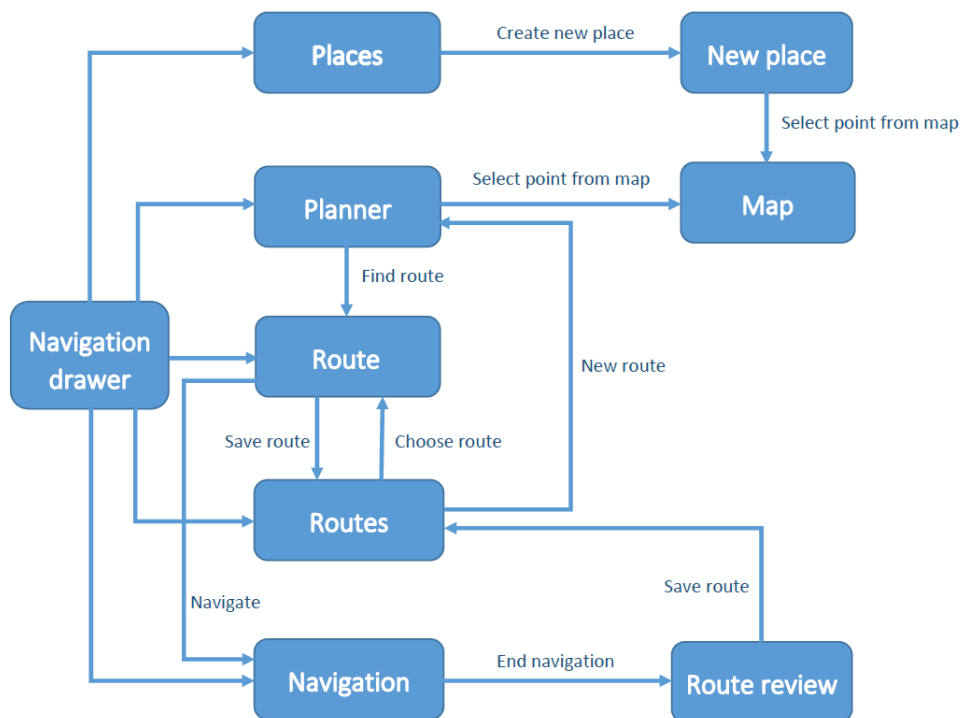 Places
Create new place
New place
Select point from map
Planner
Select point from map
Map
Find route
Navigation
drawer
Route
New route
Save route
Choose route
Routes
Navigate
Save route
Navigation
End navigation
Route review